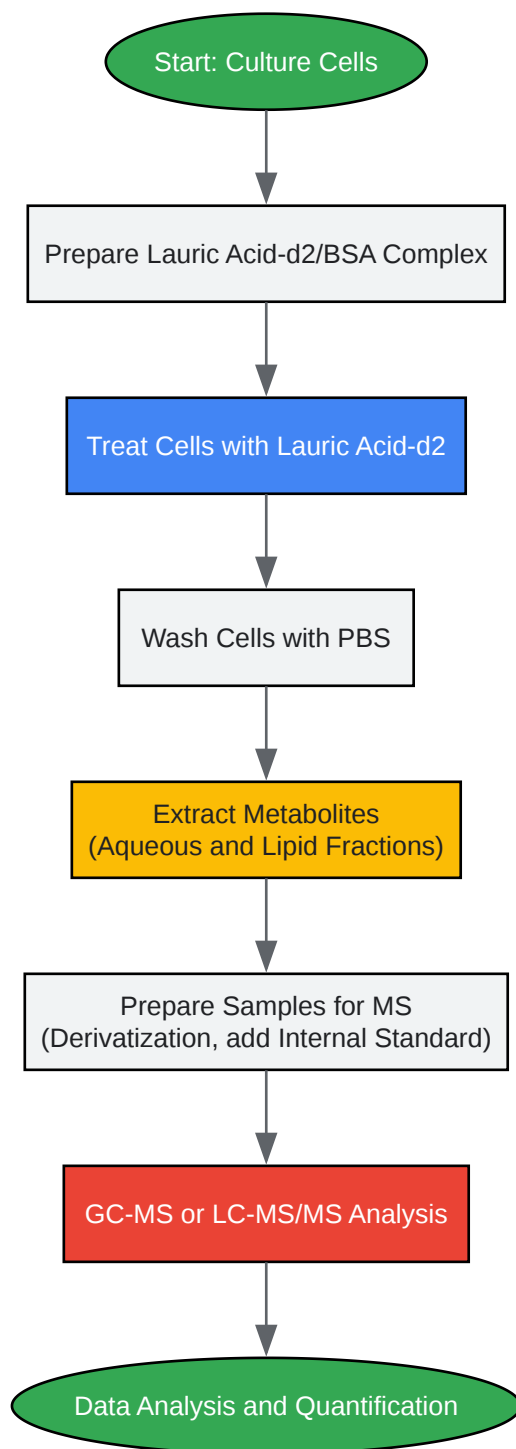 Start: Culture Cells
Prepare Lauric Acid-d2/BSA Complex
Treat Cells with Lauric Acid-d2
Wash Cells with PBS
Extract Metabolites
(Aqueous and Lipid Fractions)
Prepare Samples for MS
(Derivatization, add Internal Standard)
GC-MS or LC-MS/MS Analysis
Data Analysis and Quantification